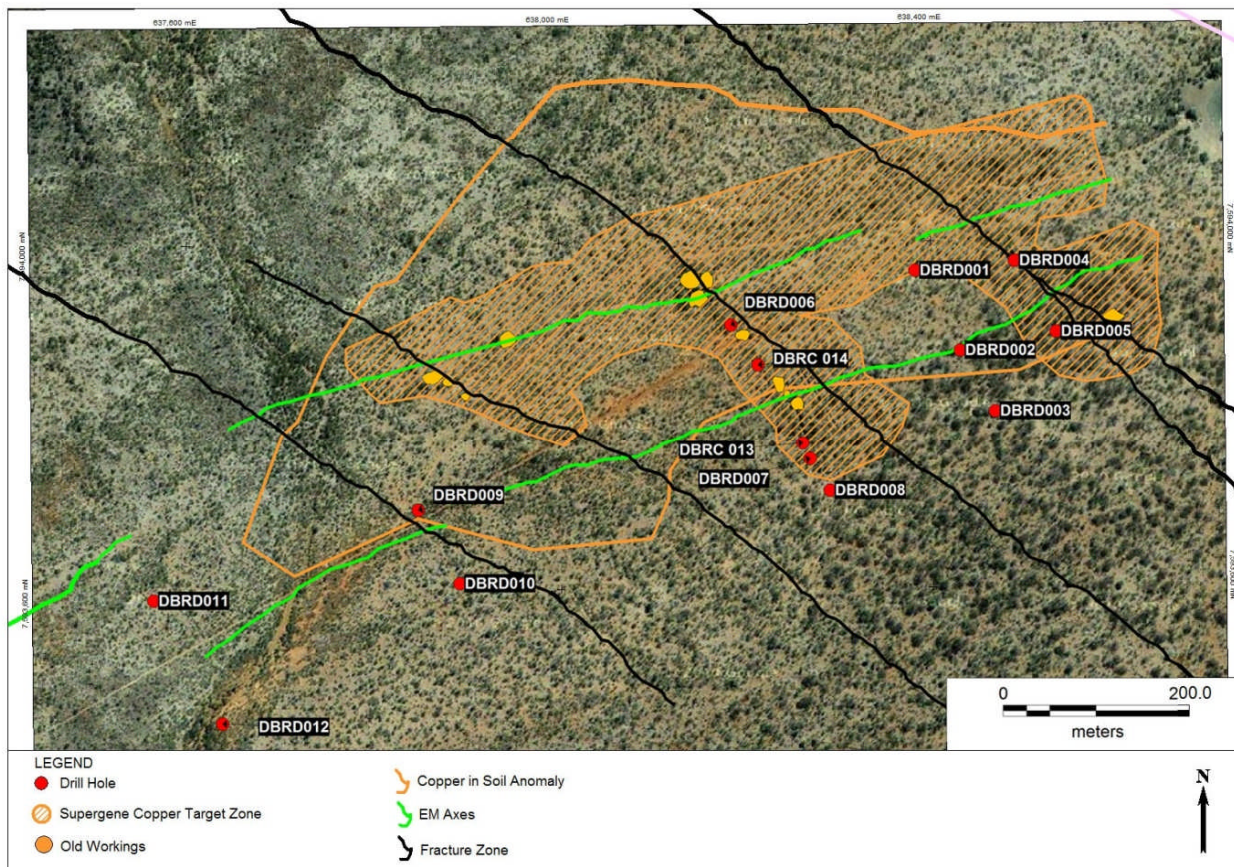 637,600 mE
638,000 mE
638,400 mE
7,594,000 mN
DBRD001
DBRD004
DBRD006
DBRD005
DBRD002
DBRC 014
DBRD003
DBRC 013
DBRD007
DBRD008
DBRD009
DBRD010
DBRD011
DBRD012
0 200.0
meters
LEGEND
Drill Hole
Supergene Copper Target Zone
Old Workings
Copper in Soil Anomaly
EM Axes
Fracture Zone
N